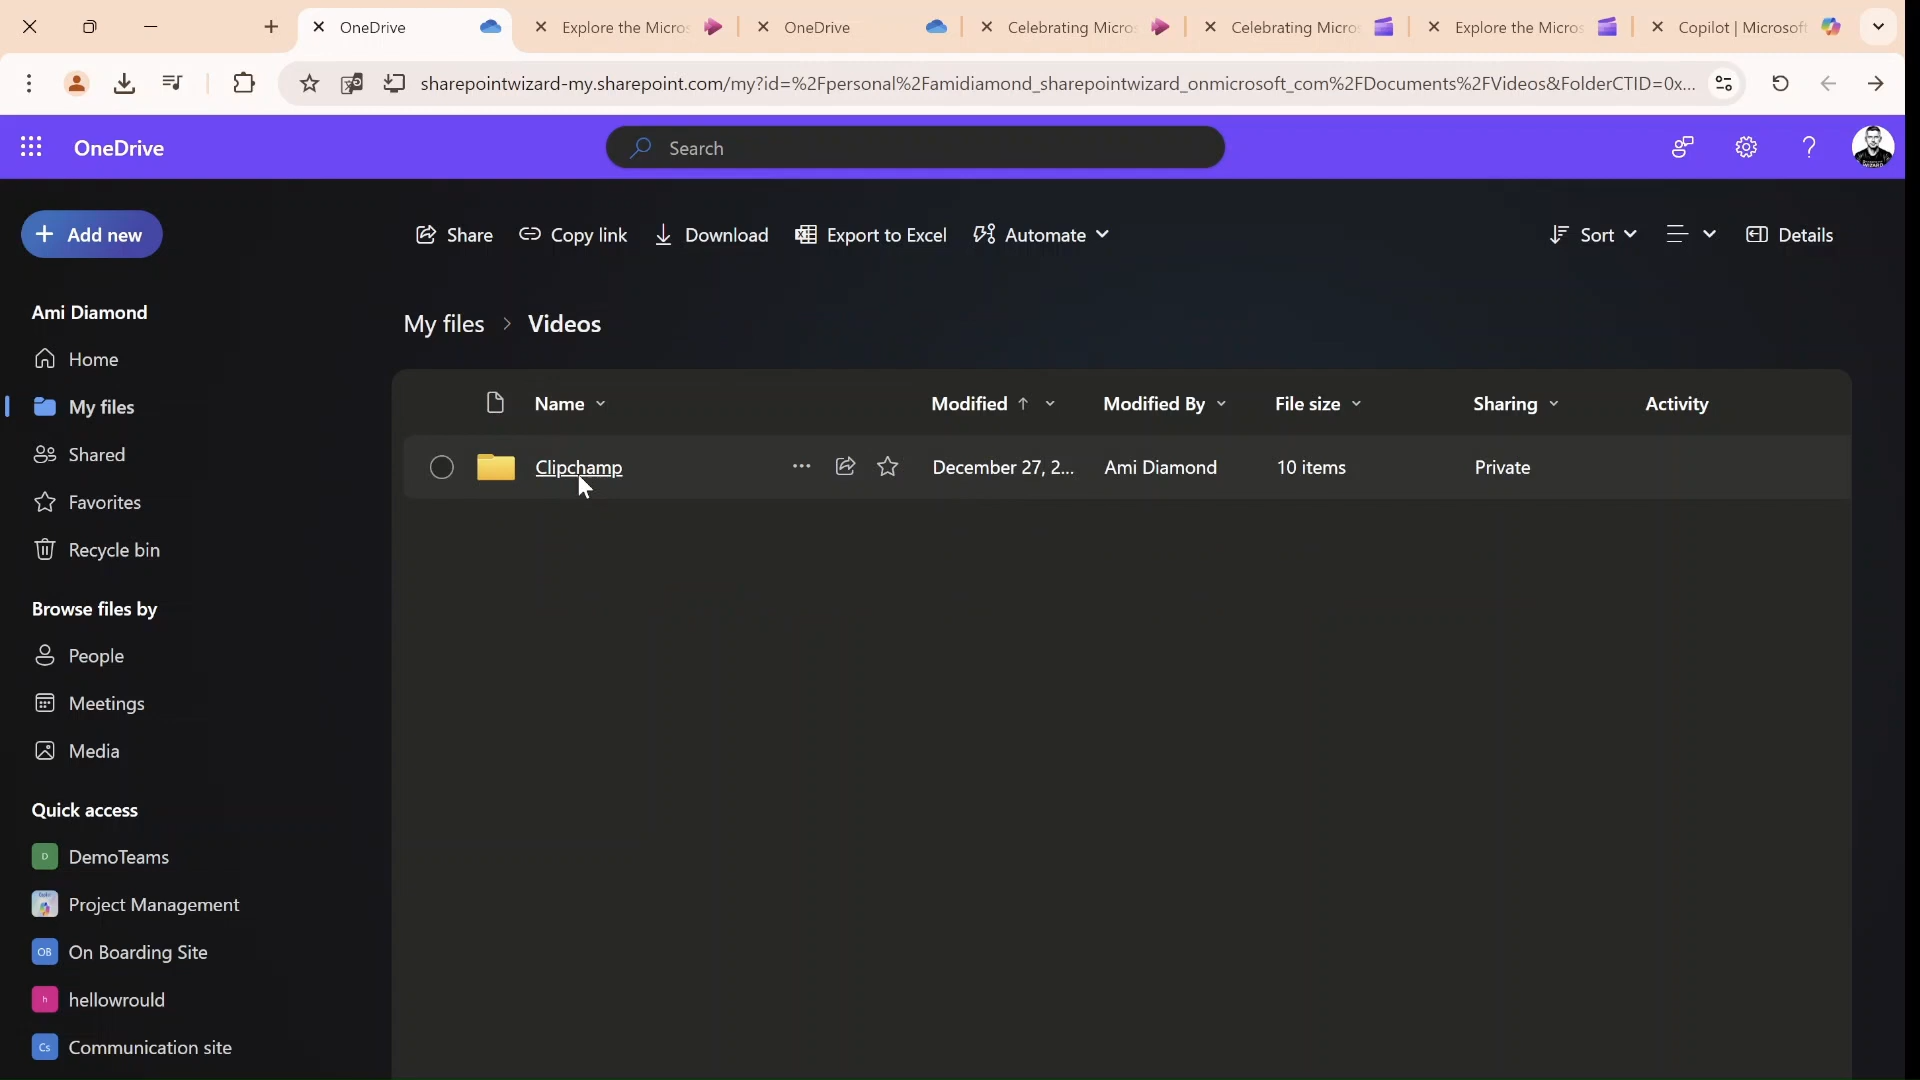 OneDrive
Explore the Micros
OneDrive
Celebrating Micro
Celebrating Micro
Explore the Micros
Copilot | Microsoft
sharepointwizard-my.sharepoint.com/my?id=%2Fpersonal%2Famidiamond_sharepointwizard_onmicrosoft_com%2FDocuments%2FVideos&FolderCTID=0x...
OneDrive
Search
Add new
Share
Copy link
Download
Export to Excel
Automate
Sort
Details
Ami Diamond
Home
My files
Shared
Favorites
Recycle bin
Browse files by
People
Meetings
Media
Quick access
D DemoTeams
Project Management
OB On Boarding Site
h hellowrould
Cs Communication site
My files > Videos
Name Modified Modified By File size Sharing Activity
Clipchamp December 27, 2... Ami Diamond 10 items Private